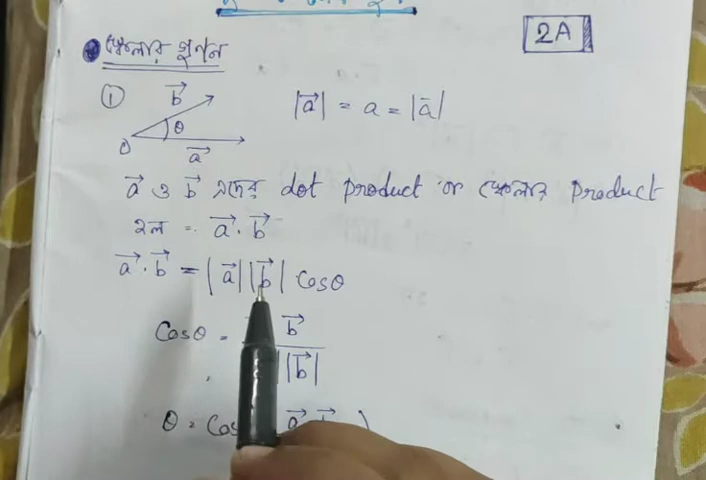 2A
স্কেলার গুণন
① b⃗ θ O a⃗
|a⃗| = a = |ā|
a⃗ ও b⃗ এদের dot product or স্কেলার product
হল = a⃗ . b⃗
a⃗ . b⃗ = |a⃗| |b⃗| Cosθ
Cosθ = b⃗
|b⃗|
θ = Cos